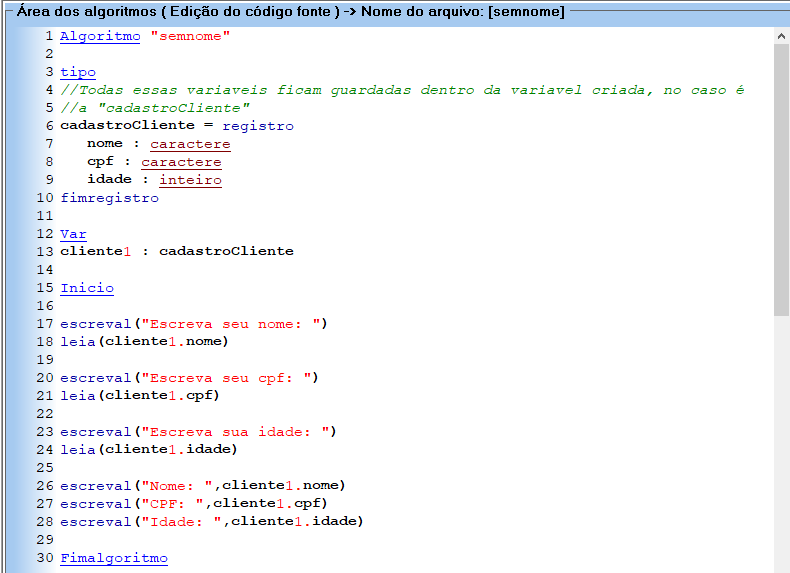 Área dos algoritmos ( Edição do código fonte ) -> Nome do arquivo: [semnome]
1 Algoritmo "semnome"
2
3 tipo
4 //Todas essas variaveis ficam guardadas dentro da variavel criada, no caso é
5 //a "cadastroCliente"
6 cadastroCliente = registro
7    nome : caractere
8    cpf : caractere
9    idade : inteiro
10 fimregistro
11
12 Var
13 cliente1 : cadastroCliente
14
15 Inicio
16
17 escreval("Escreva seu nome: ")
18 leia(cliente1.nome)
19
20 escreval("Escreva seu cpf: ")
21 leia(cliente1.cpf)
22
23 escreval("Escreva sua idade: ")
24 leia(cliente1.idade)
25
26 escreval("Nome: ",cliente1.nome)
27 escreval("CPF: ",cliente1.cpf)
28 escreval("Idade: ",cliente1.idade)
29
30 Fimalgoritmo